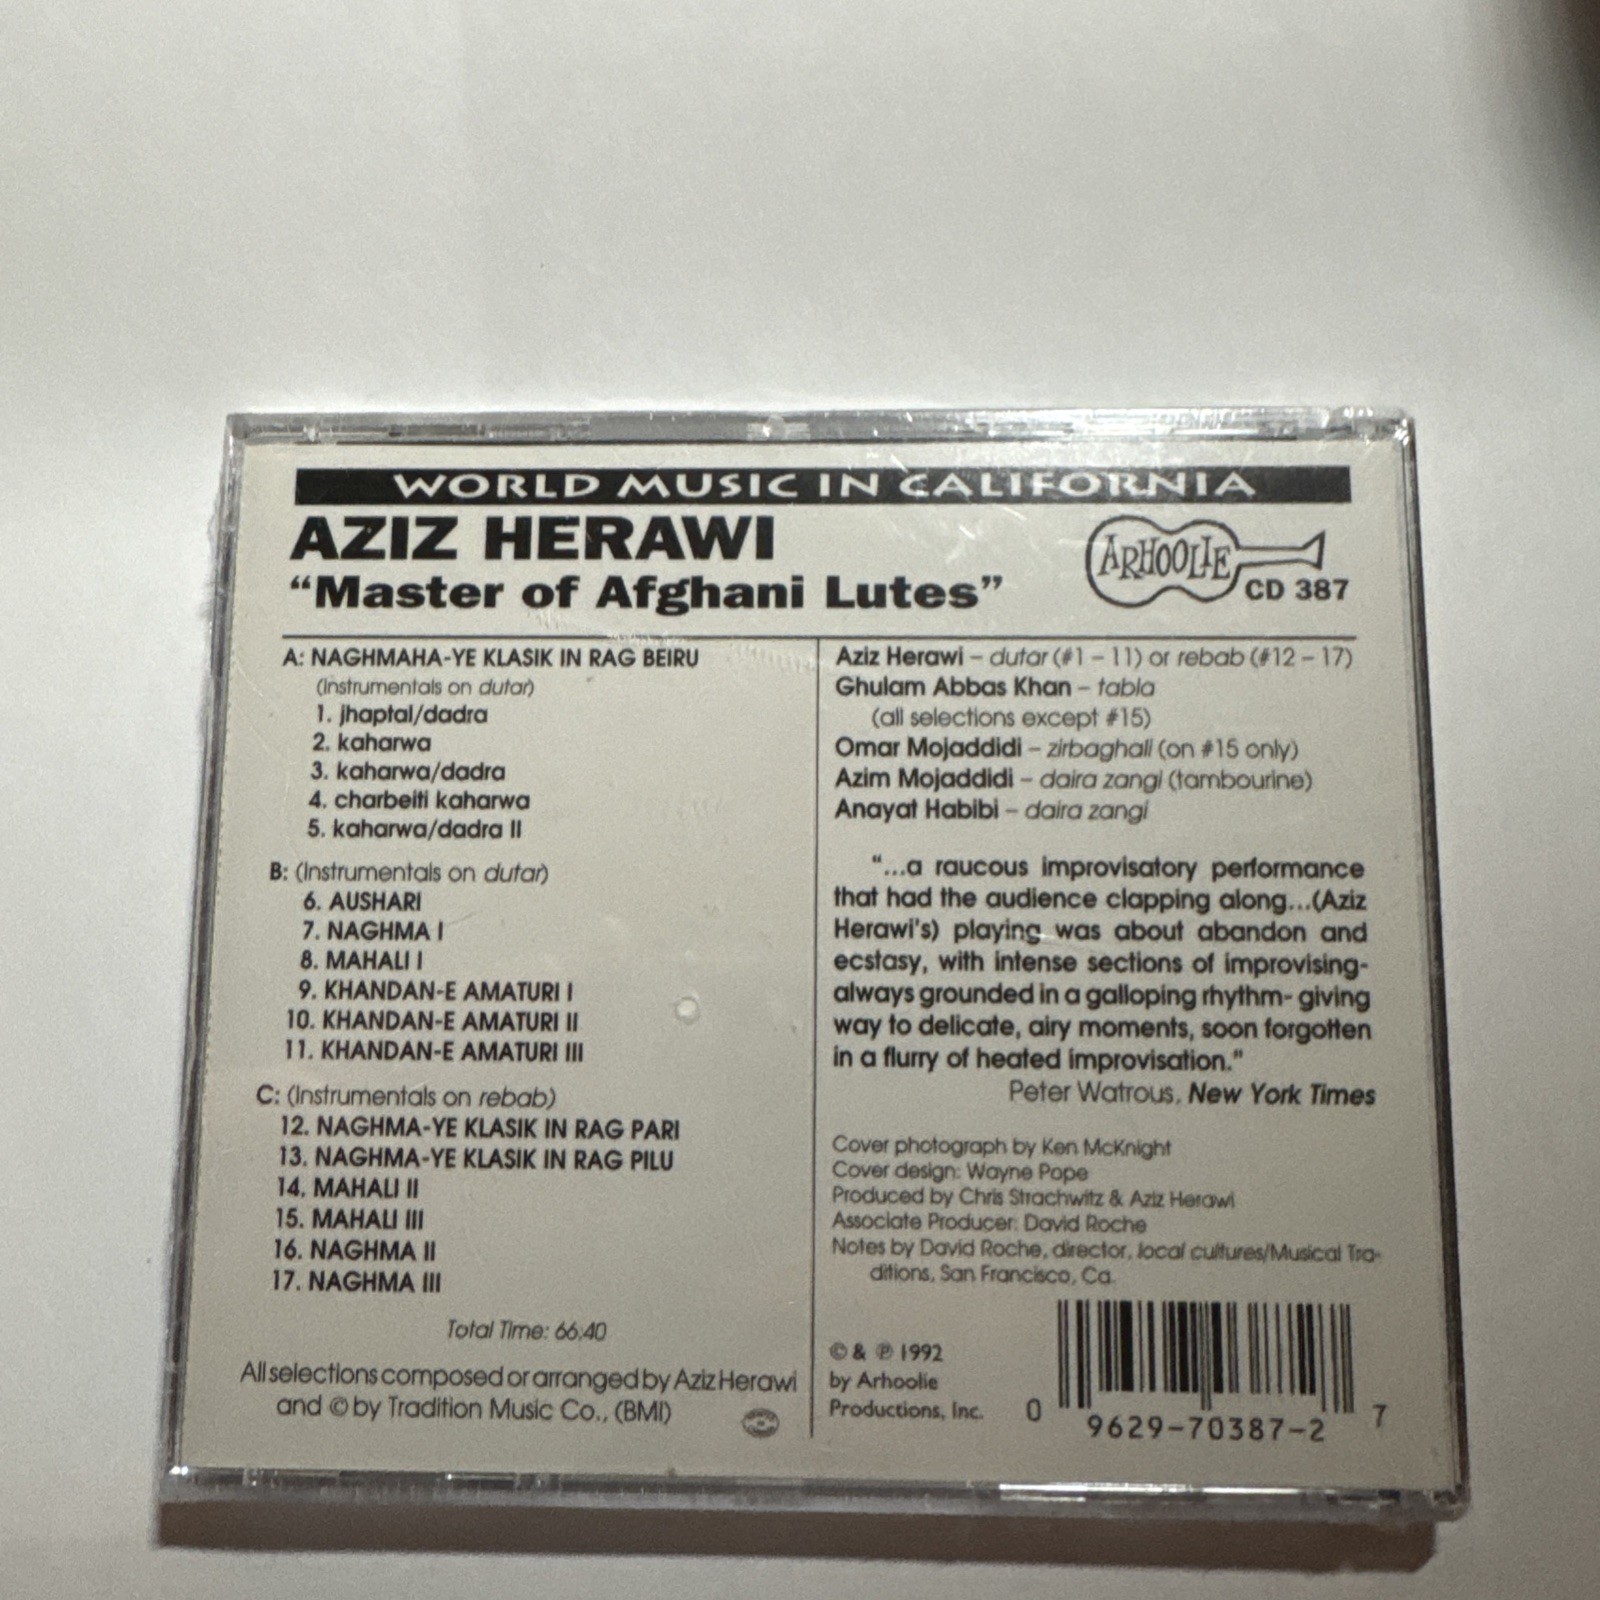 WORLD MUSIC IN CALIFORNIA
AZIZ HERAWI
“Master of Afghani Lutes”
ARHOOLIE
CD 387
A: NAGHMAHA-YE KLASIK IN RAG BEIRU
(Instrumentals on dutar)
1. jhaptal/dadra
2. kaharwa
3. kaharwa/dadra
4. charbeiti kaharwa
5. kaharwa/dadra II
B: (Instrumentals on dutar)
6. AUSHARI
7. NAGHMA I
8. MAHALI I
9. KHANDAN-E AMATURI I
10. KHANDAN-E AMATURI II
11. KHANDAN-E AMATURI III
C: (Instrumentals on rebab)
12. NAGHMA-YE KLASIK IN RAG PARI
13. NAGHMA-YE KLASIK IN RAG PILU
14. MAHALI II
15. MAHALI III
16. NAGHMA II
17. NAGHMA III
Total Time: 66:40
All selections composed or arranged by Aziz Herawi
and © by Tradition Music Co., (BMI)
Aziz Herawi – dutar (#1 – 11) or rebab (#12 – 17)
Ghulam Abbas Khan – tabla
(all selections except #15)
Omar Mojaddidi – zirbaghali (on #15 only)
Azim Mojaddidi – daira zangi (tambourine)
Anayat Habibi – daira zangi
“...a raucous improvisatory performance
that had the audience clapping along...(Aziz
Herawi's) playing was about abandon and
ecstasy, with intense sections of improvising-
always grounded in a galloping rhythm- giving
way to delicate, airy moments, soon forgotten
in a flurry of heated improvisation."
Peter Watrous, New York Times
Cover photograph by Ken McKnight
Cover design: Wayne Pope
Produced by Chris Strachwitz & Aziz Herawi
Associate Producer: David Roche
Notes by David Roche, director, local cultures/Musical Tra-
ditions, San Francisco, Ca.
© & ℗ 1992
by Arhoolie
Productions, Inc.
0 9629-70387-2 7